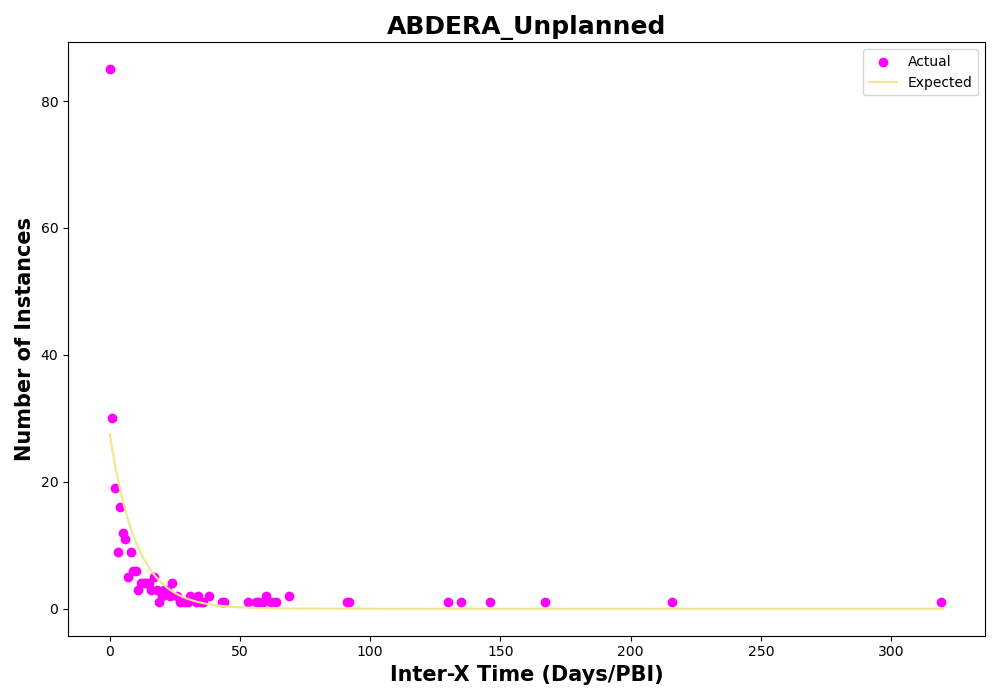 ABDERA_Unplanned
Actual
Expected
Number of Instances
80
60
40
20
0
0
50
100
150
200
250
300
Inter-X Time (Days/PBI)